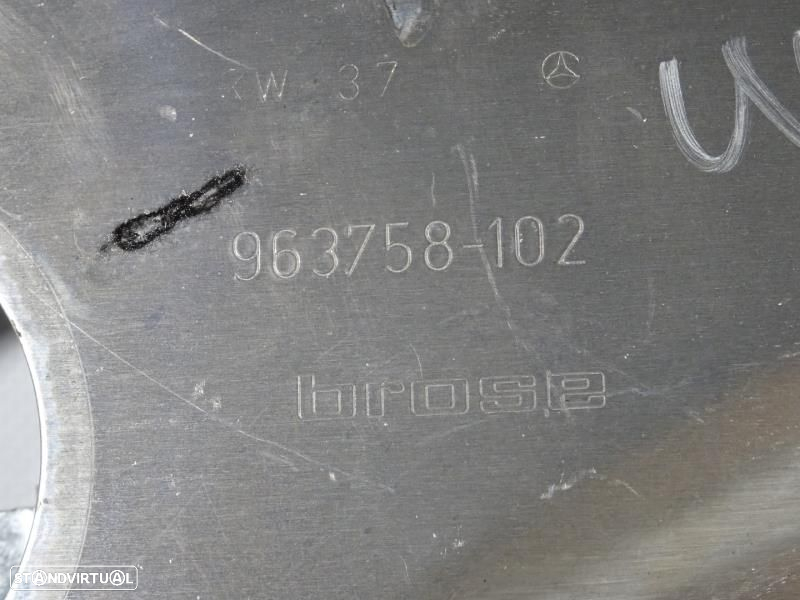 KW 37
963758-102
brose
STANDVIRTUAL